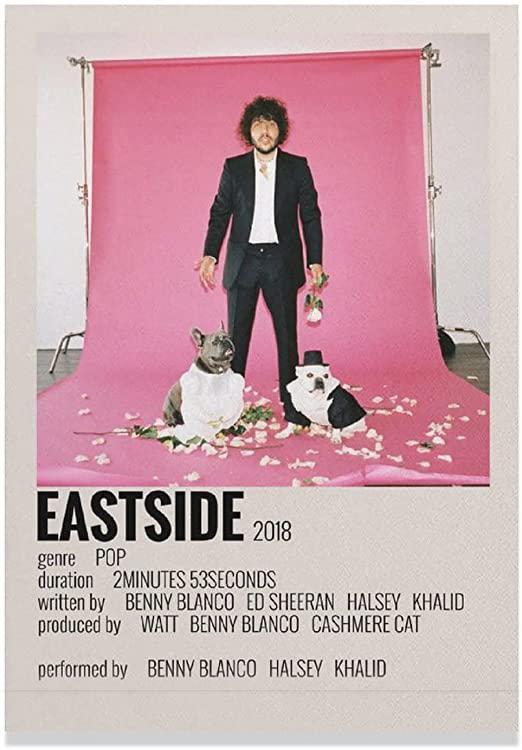 EASTSIDE 2018
genre POP
duration 2MINUTES 53SECONDS
written by BENNY BLANCO ED SHEERAN HALSEY KHALID
produced by WATT BENNY BLANCO CASHMERE CAT
performed by BENNY BLANCO HALSEY KHALID